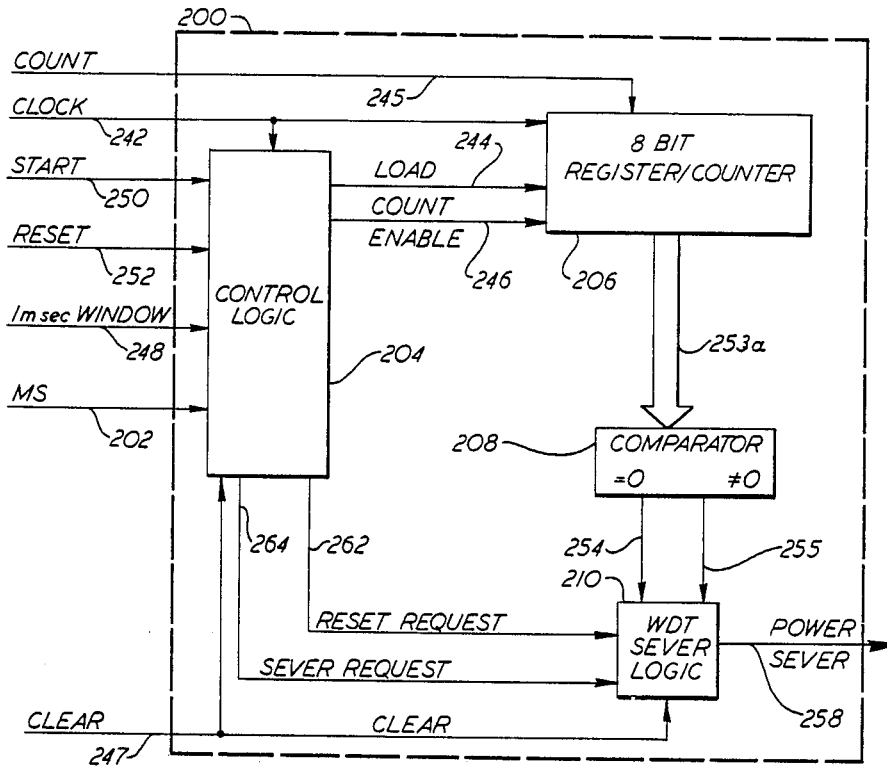 200
COUNT
245
CLOCK
242
244
8 BIT
REGISTER/COUNTER
START
250
LOAD
COUNT
ENABLE
246
206
RESET
252
CONTROL
LOGIC
1m sec WINDOW
248
204
253a
MS
202
208
COMPARATOR
=0 ≠0
264
262
254
255
210
RESET REQUEST
WDT
SEVER
LOGIC
POWER
SEVER
SEVER REQUEST
258
CLEAR
247
CLEAR